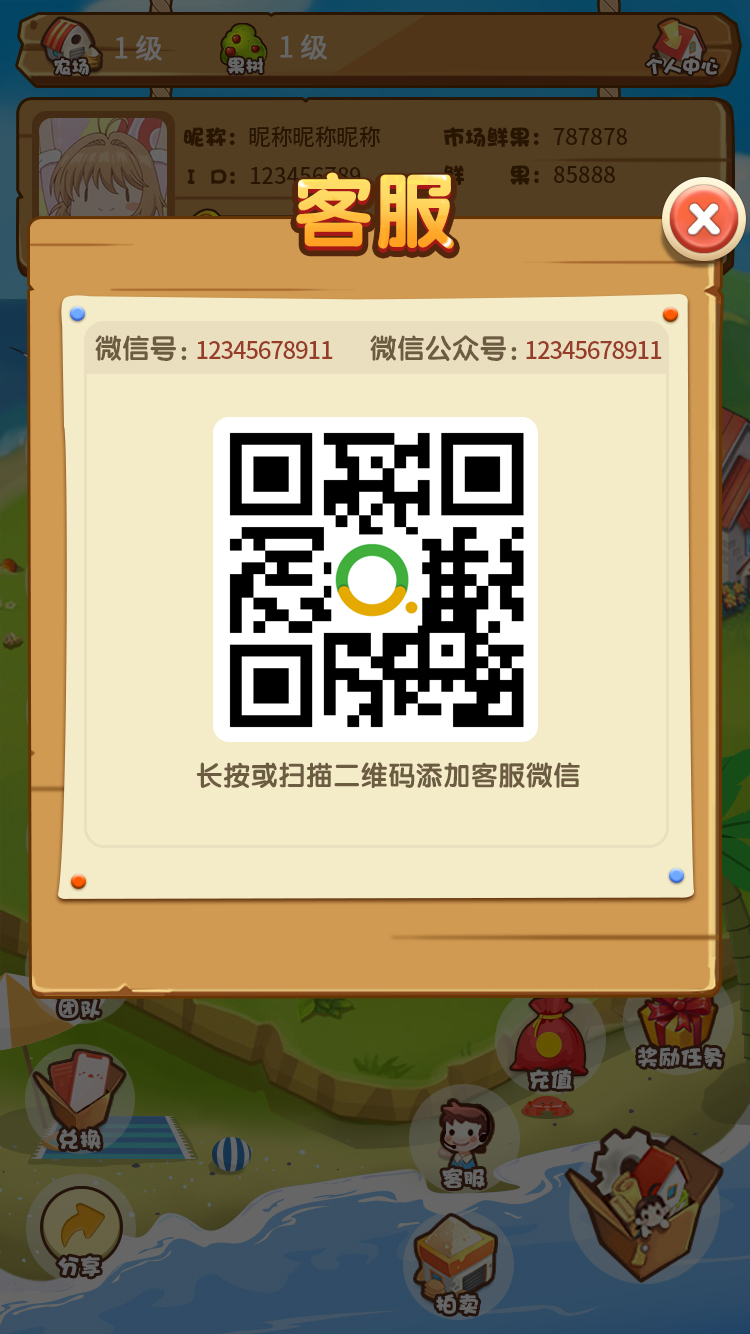 农场 1级 果树 1级 个人中心
昵称：昵称昵称昵称 市场鲜果：787878
ID：123456789 鲜 果：85888
客服
微信号：12345678911 微信公众号：12345678911
长按或扫描二维码添加客服微信
团队
充值
奖励任务
兑换
客服
分享
拍卖